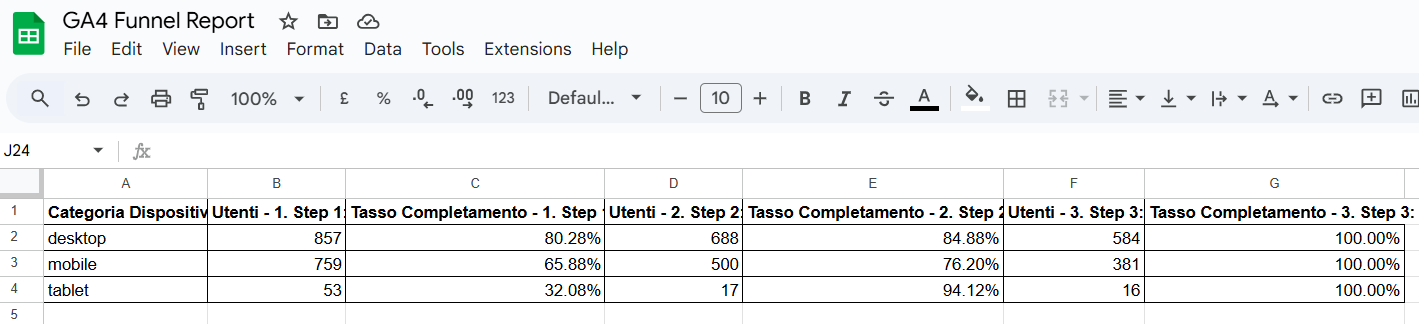 GA4 Funnel Report
File Edit View Insert Format Data Tools Extensions Help
100% £ % .0 .00 123 Defaul... 10 B I S A A
J24 fx
A B C D E F G
1 Categoria Dispositiv Utenti - 1. Step 1: Tasso Completamento - 1. Step Utenti - 2. Step 2: Tasso Completamento - 2. Step 2 Utenti - 3. Step 3: Tasso Completamento - 3. Step 3:
2 desktop 857 80.28% 688 84.88% 584 100.00%
3 mobile 759 65.88% 500 76.20% 381 100.00%
4 tablet 53 32.08% 17 94.12% 16 100.00%
5